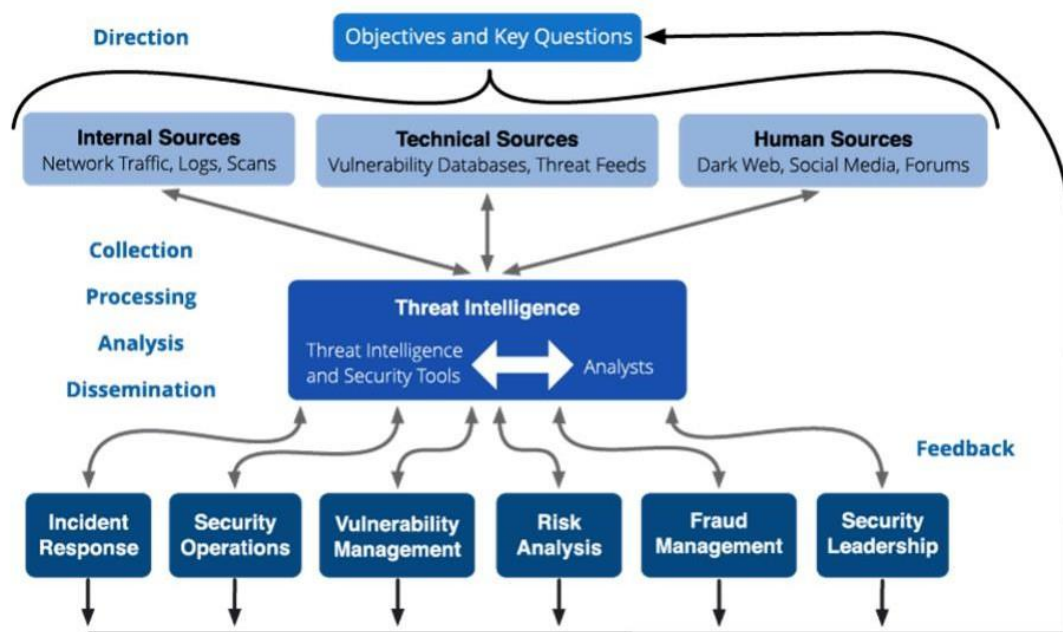 Direction
Objectives and Key Questions
Internal Sources
Network Traffic, Logs, Scans
Technical Sources
Vulnerability Databases, Threat Feeds
Human Sources
Dark Web, Social Media, Forums
Collection
Processing
Analysis
Dissemination
Threat Intelligence
Threat Intelligence
and Security Tools
Analysts
Feedback
Incident
Response
Security
Operations
Vulnerability
Management
Risk
Analysis
Fraud
Management
Security
Leadership